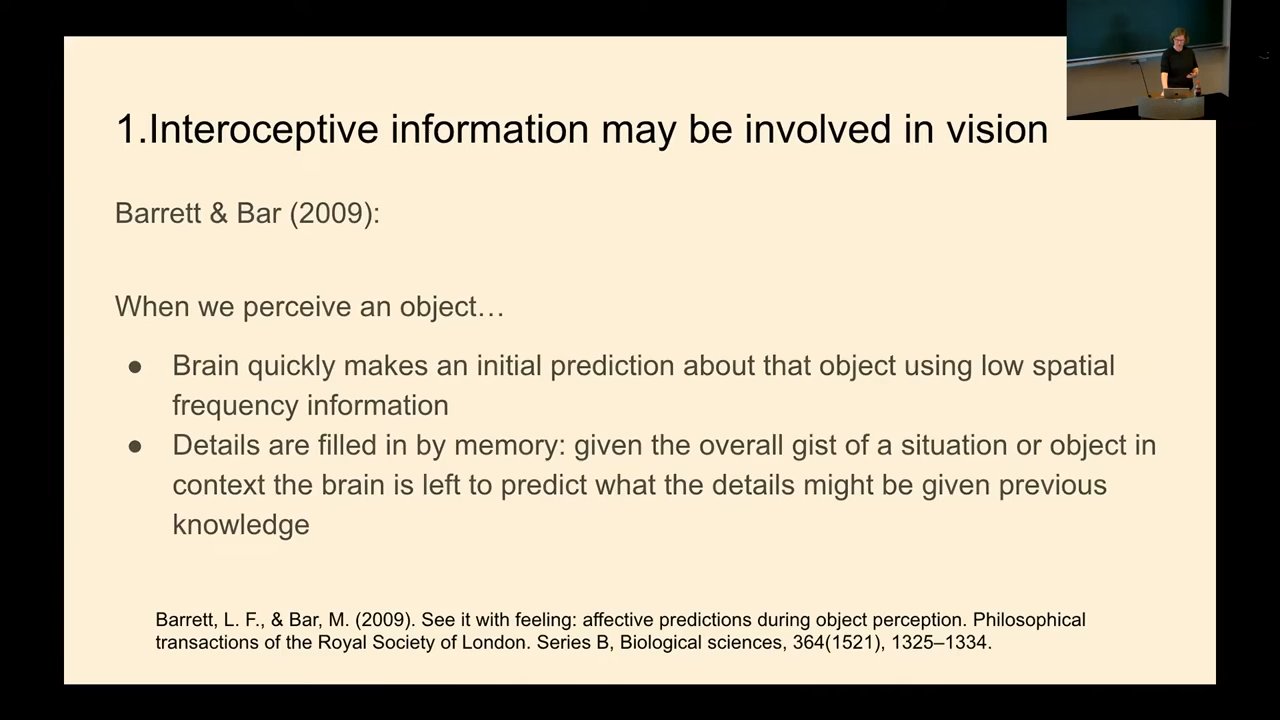 1.Interoceptive information may be involved in vision
Barrett & Bar (2009):
When we perceive an object…
● Brain quickly makes an initial prediction about that object using low spatial
frequency information
● Details are filled in by memory: given the overall gist of a situation or object in
context the brain is left to predict what the details might be given previous
knowledge
Barrett, L. F., & Bar, M. (2009). See it with feeling: affective predictions during object perception. Philosophical
transactions of the Royal Society of London. Series B, Biological sciences, 364(1521), 1325–1334.